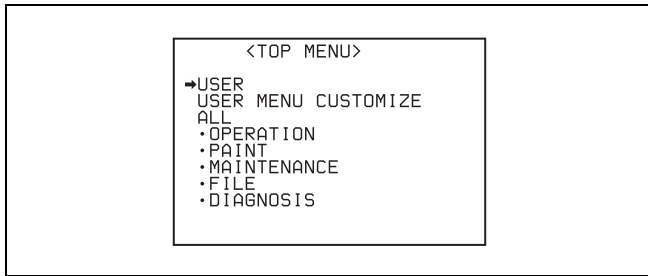 <TOP MENU>
➡USER
USER MENU CUSTOMIZE
ALL
•OPERATION
•PAINT
•MAINTENANCE
•FILE
•DIAGNOSIS